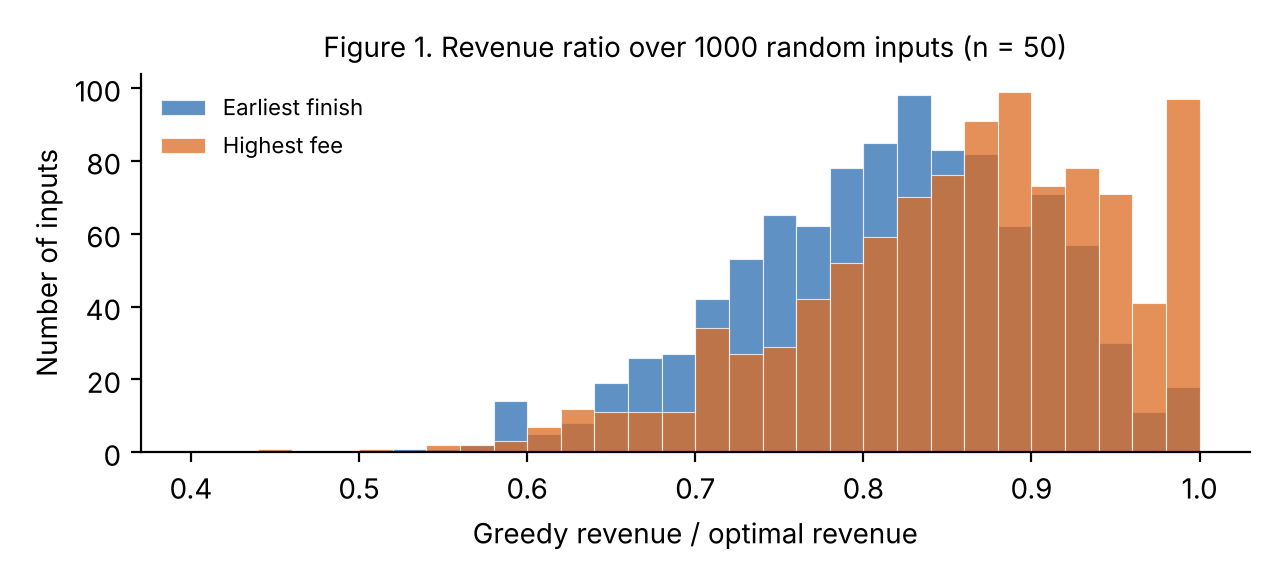 Figure 1. Revenue ratio over 1000 random inputs (n = 50)
Earliest finish
Highest fee
Number of inputs
100
80
60
40
20
0
0.4 0.5 0.6 0.7 0.8 0.9 1.0
Greedy revenue / optimal revenue